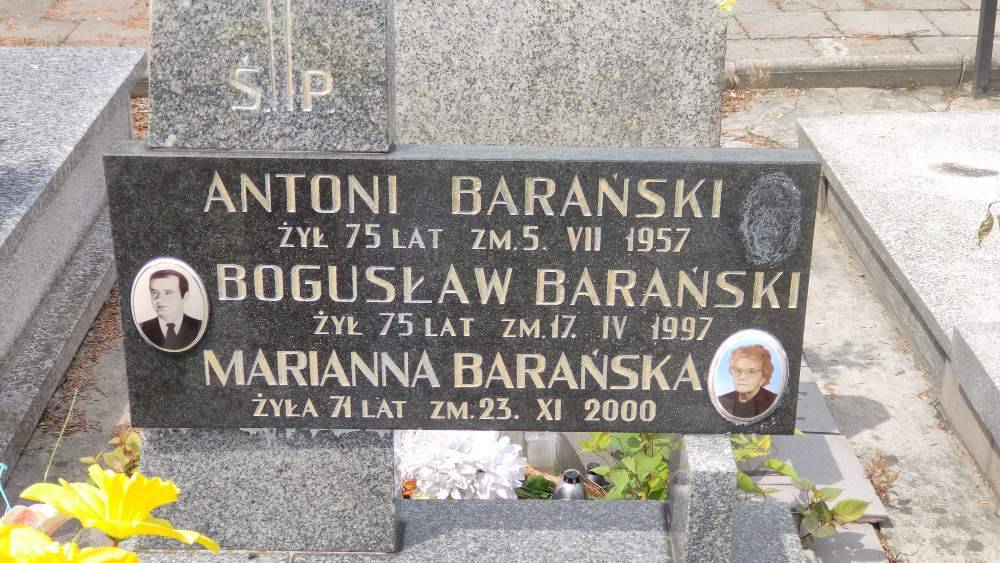 Ś P
ANTONI BARAŃSKI
ŻYŁ 75 LAT ZM. 5. VII 1957
BOGUSŁAW BARAŃSKI
ŻYŁ 75 LAT ZM. 17. IV 1997
MARIANNA BARAŃSKA
ŻYŁA 71 LAT ZM. 23. XI 2000